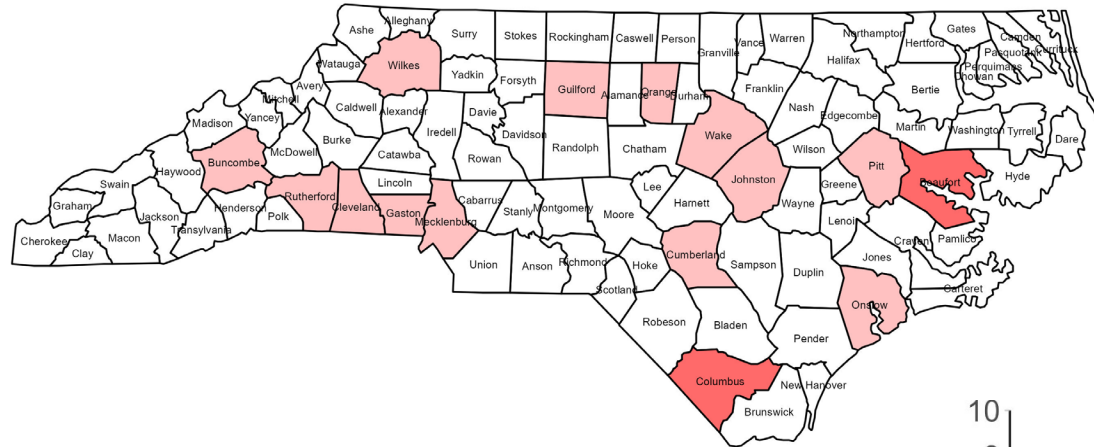 Alleghany
Ashe
Surry
Stokes
Rockingham
Caswell
Person
Granville
Vance
Warren
Northampton
Hertford
Gates
Camden
Currituck
Pasquotank
Perquimans
Chowan
Halifax
Bertie
Watauga
Wilkes
Yadkin
Forsyth
Guilford
Alamance
Orange
Durham
Franklin
Nash
Edgecombe
Martin
Washington
Tyrrell
Dare
Avery
Mitchell
Yancey
Caldwell
Alexander
Iredell
Davie
Davidson
Randolph
Chatham
Wake
Wilson
Pitt
Beaufort
Hyde
Madison
Buncombe
McDowell
Burke
Catawba
Rowan
Lincoln
Haywood
Swain
Graham
Cherokee
Clay
Macon
Jackson
Transylvania
Henderson
Polk
Rutherford
Cleveland
Gaston
Mecklenburg
Cabarrus
Stanly
Montgomery
Moore
Lee
Harnett
Johnston
Wayne
Greene
Lenoir
Craven
Pamlico
Jones
Carteret
Onslow
Union
Anson
Richmond
Scotland
Hoke
Cumberland
Sampson
Duplin
Robeson
Bladen
Pender
Columbus
New Hanover
Brunswick
10